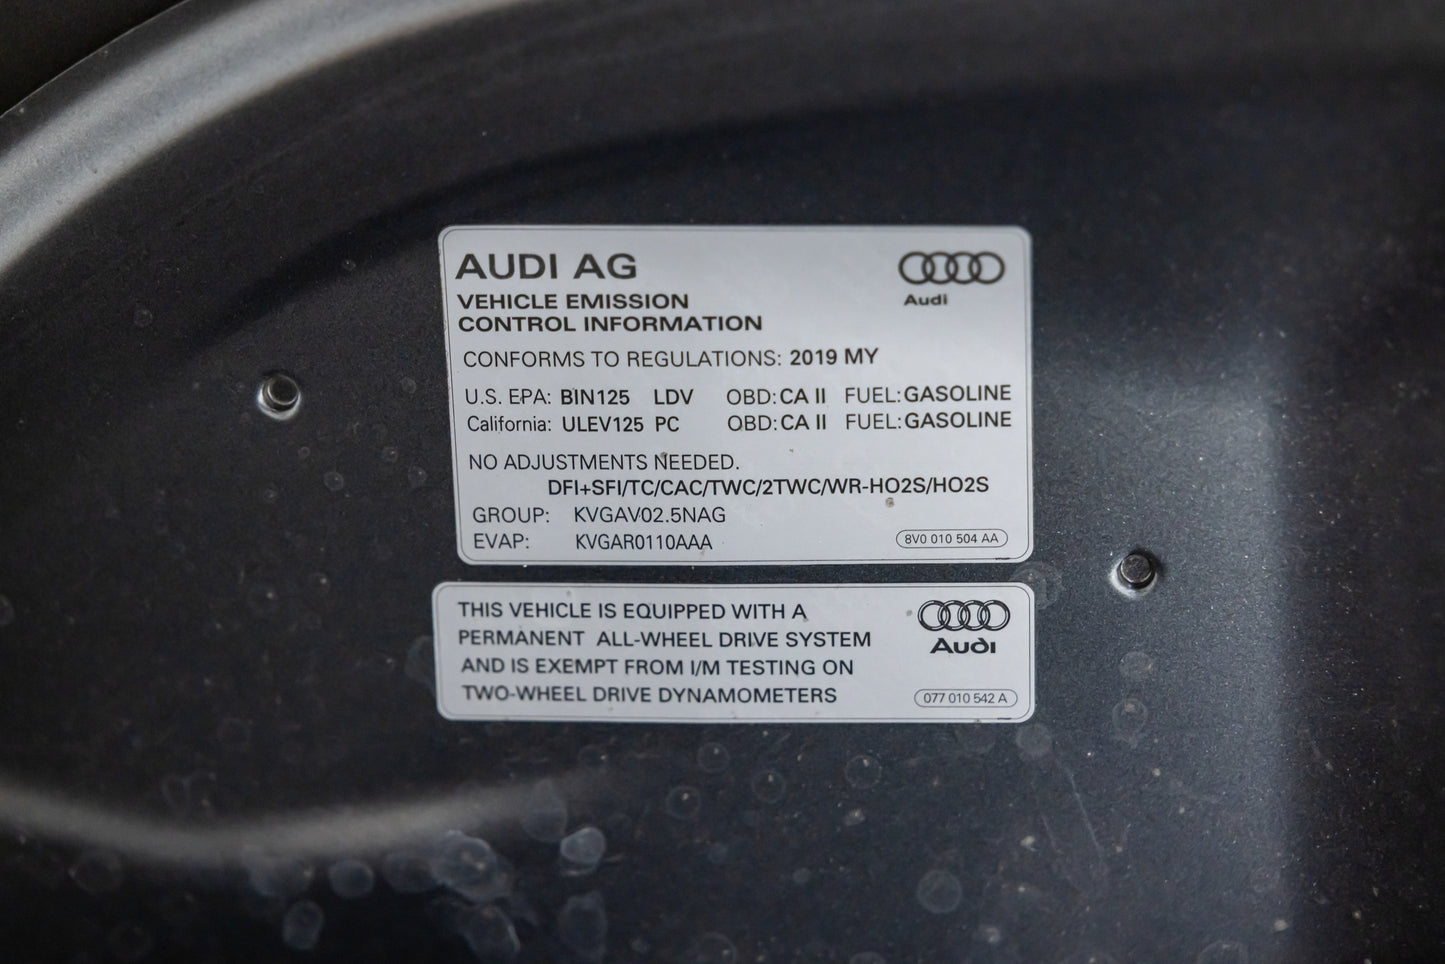 AUDI AG
Audi
VEHICLE EMISSION
CONTROL INFORMATION
CONFORMS TO REGULATIONS: 2019 MY
U.S. EPA: BIN125 LDV OBD: CA II FUEL: GASOLINE
California: ULEV125 PC OBD: CA II FUEL: GASOLINE
NO ADJUSTMENTS NEEDED.
DFI+SFI/TC/CAC/TWC/2TWC/WR-HO2S/HO2S
GROUP: KVGAV02.5NAG
EVAP: KVGAR0110AAA
8V0 010 504 AA
THIS VEHICLE IS EQUIPPED WITH A
PERMANENT ALL-WHEEL DRIVE SYSTEM
AND IS EXEMPT FROM I/M TESTING ON
TWO-WHEEL DRIVE DYNAMOMETERS
Audi
077 010 542 A